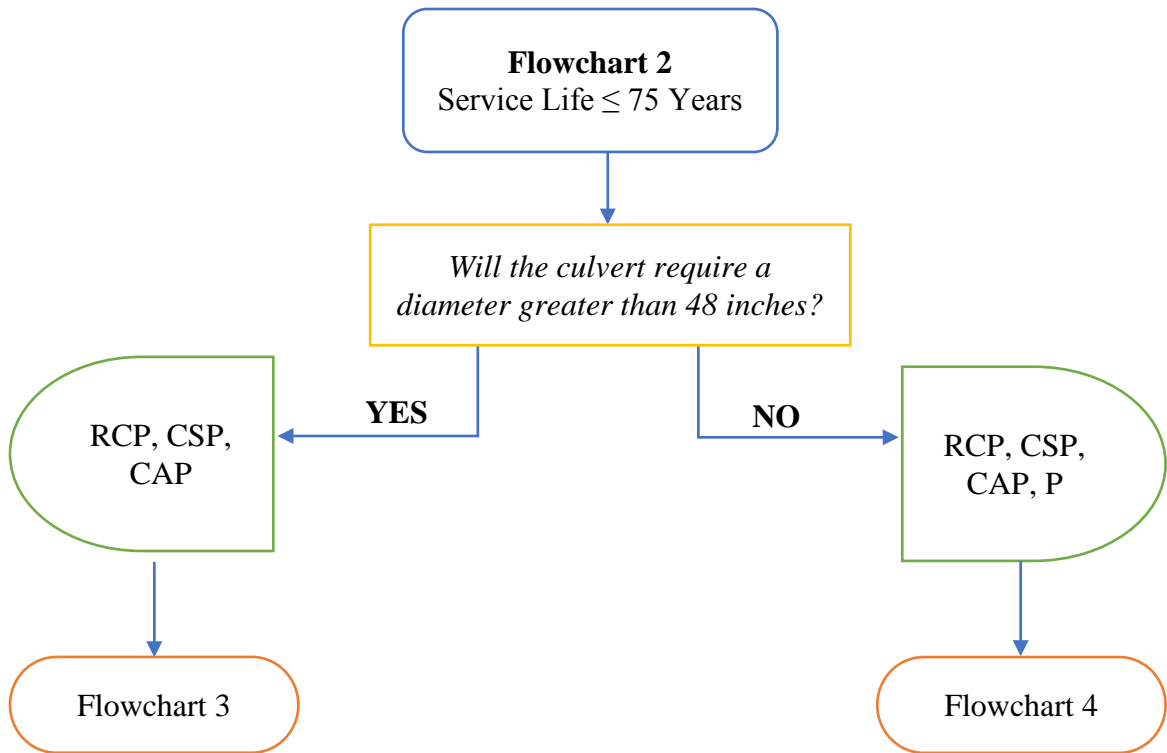 Flowchart 2
Service Life ≤ 75 Years
Will the culvert require a
diameter greater than 48 inches?
YES
NO
RCP, CSP,
CAP
RCP, CSP,
CAP, P
Flowchart 3
Flowchart 4